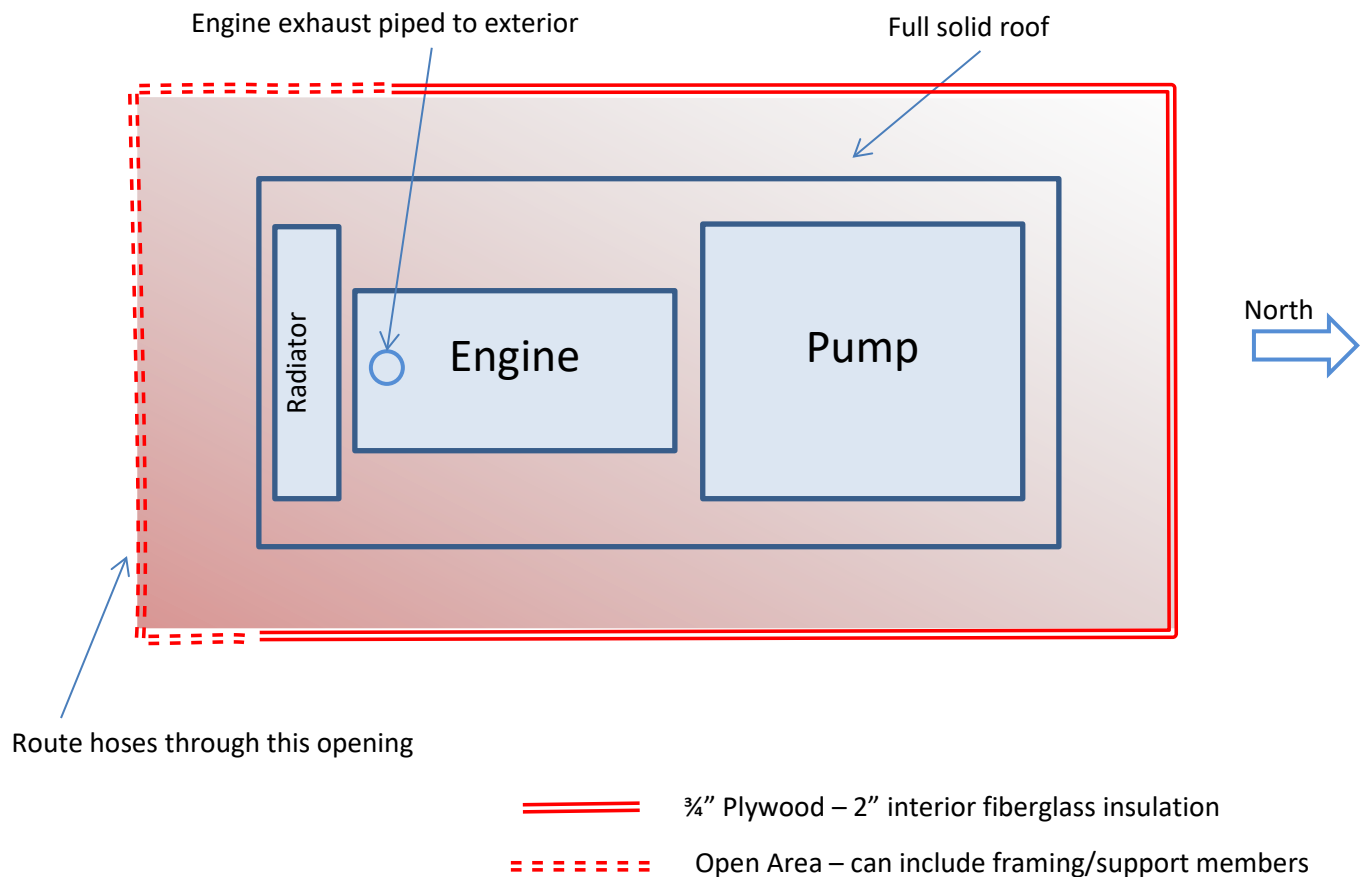 Engine exhaust piped to exterior
Full solid roof
North
Radiator
Engine
Pump
Route hoses through this opening
¾” Plywood – 2” interior fiberglass insulation
Open Area – can include framing/support members